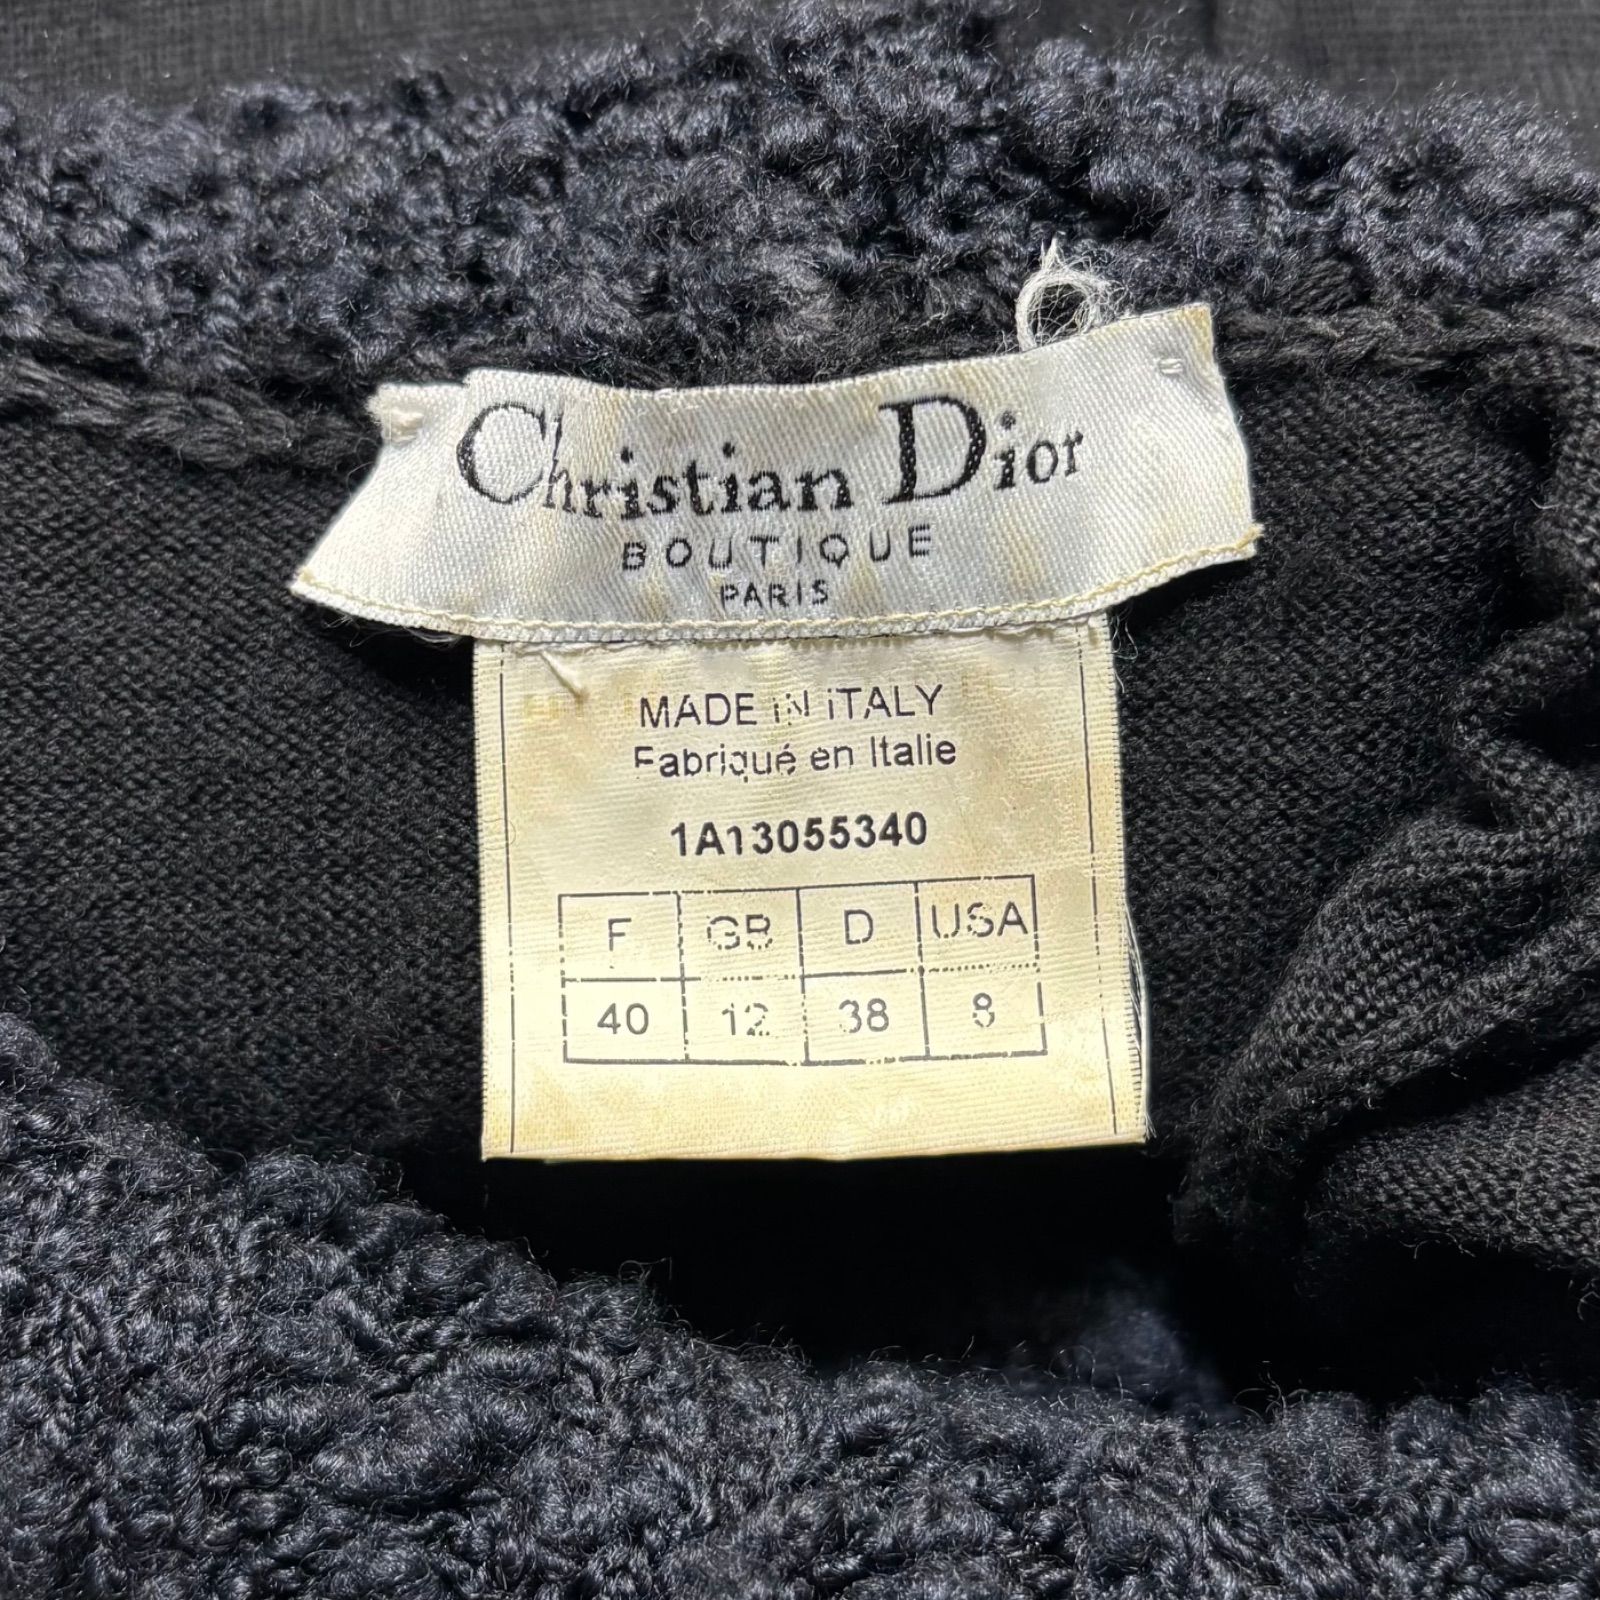 Christian Dior
BOUTIQUE
PARIS
MADE IN ITALY
Fabriqué en Italie
1A13055340
F GB D USA
40 12 38 8